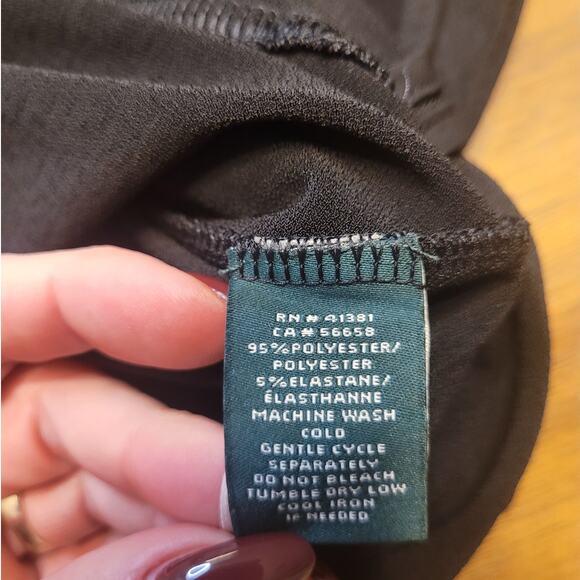 RN# 41381
CA# 56658
95%POLYESTER/
POLYESTER
5%ELASTANE/
ÉLASTHANNE
MACHINE WASH
COLD
GENTLE CYCLE
SEPARATELY
DO NOT BLEACH
TUMBLE DRY LOW
COOL IRON
IF NEEDED